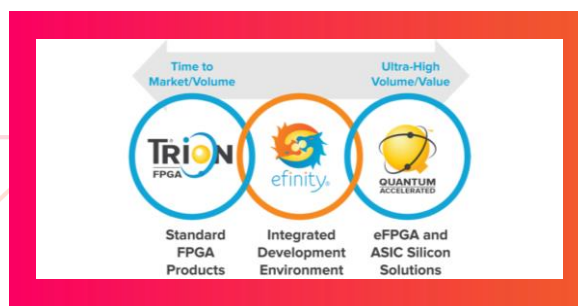 Time to
Market/Volume
Ultra-High
Volume/Value
TRION
FPGA
efinity
QUANTUM
ACCELERATED
Standard
FPGA
Products
Integrated
Development
Environment
eFPGA and
ASIC Silicon
Solutions